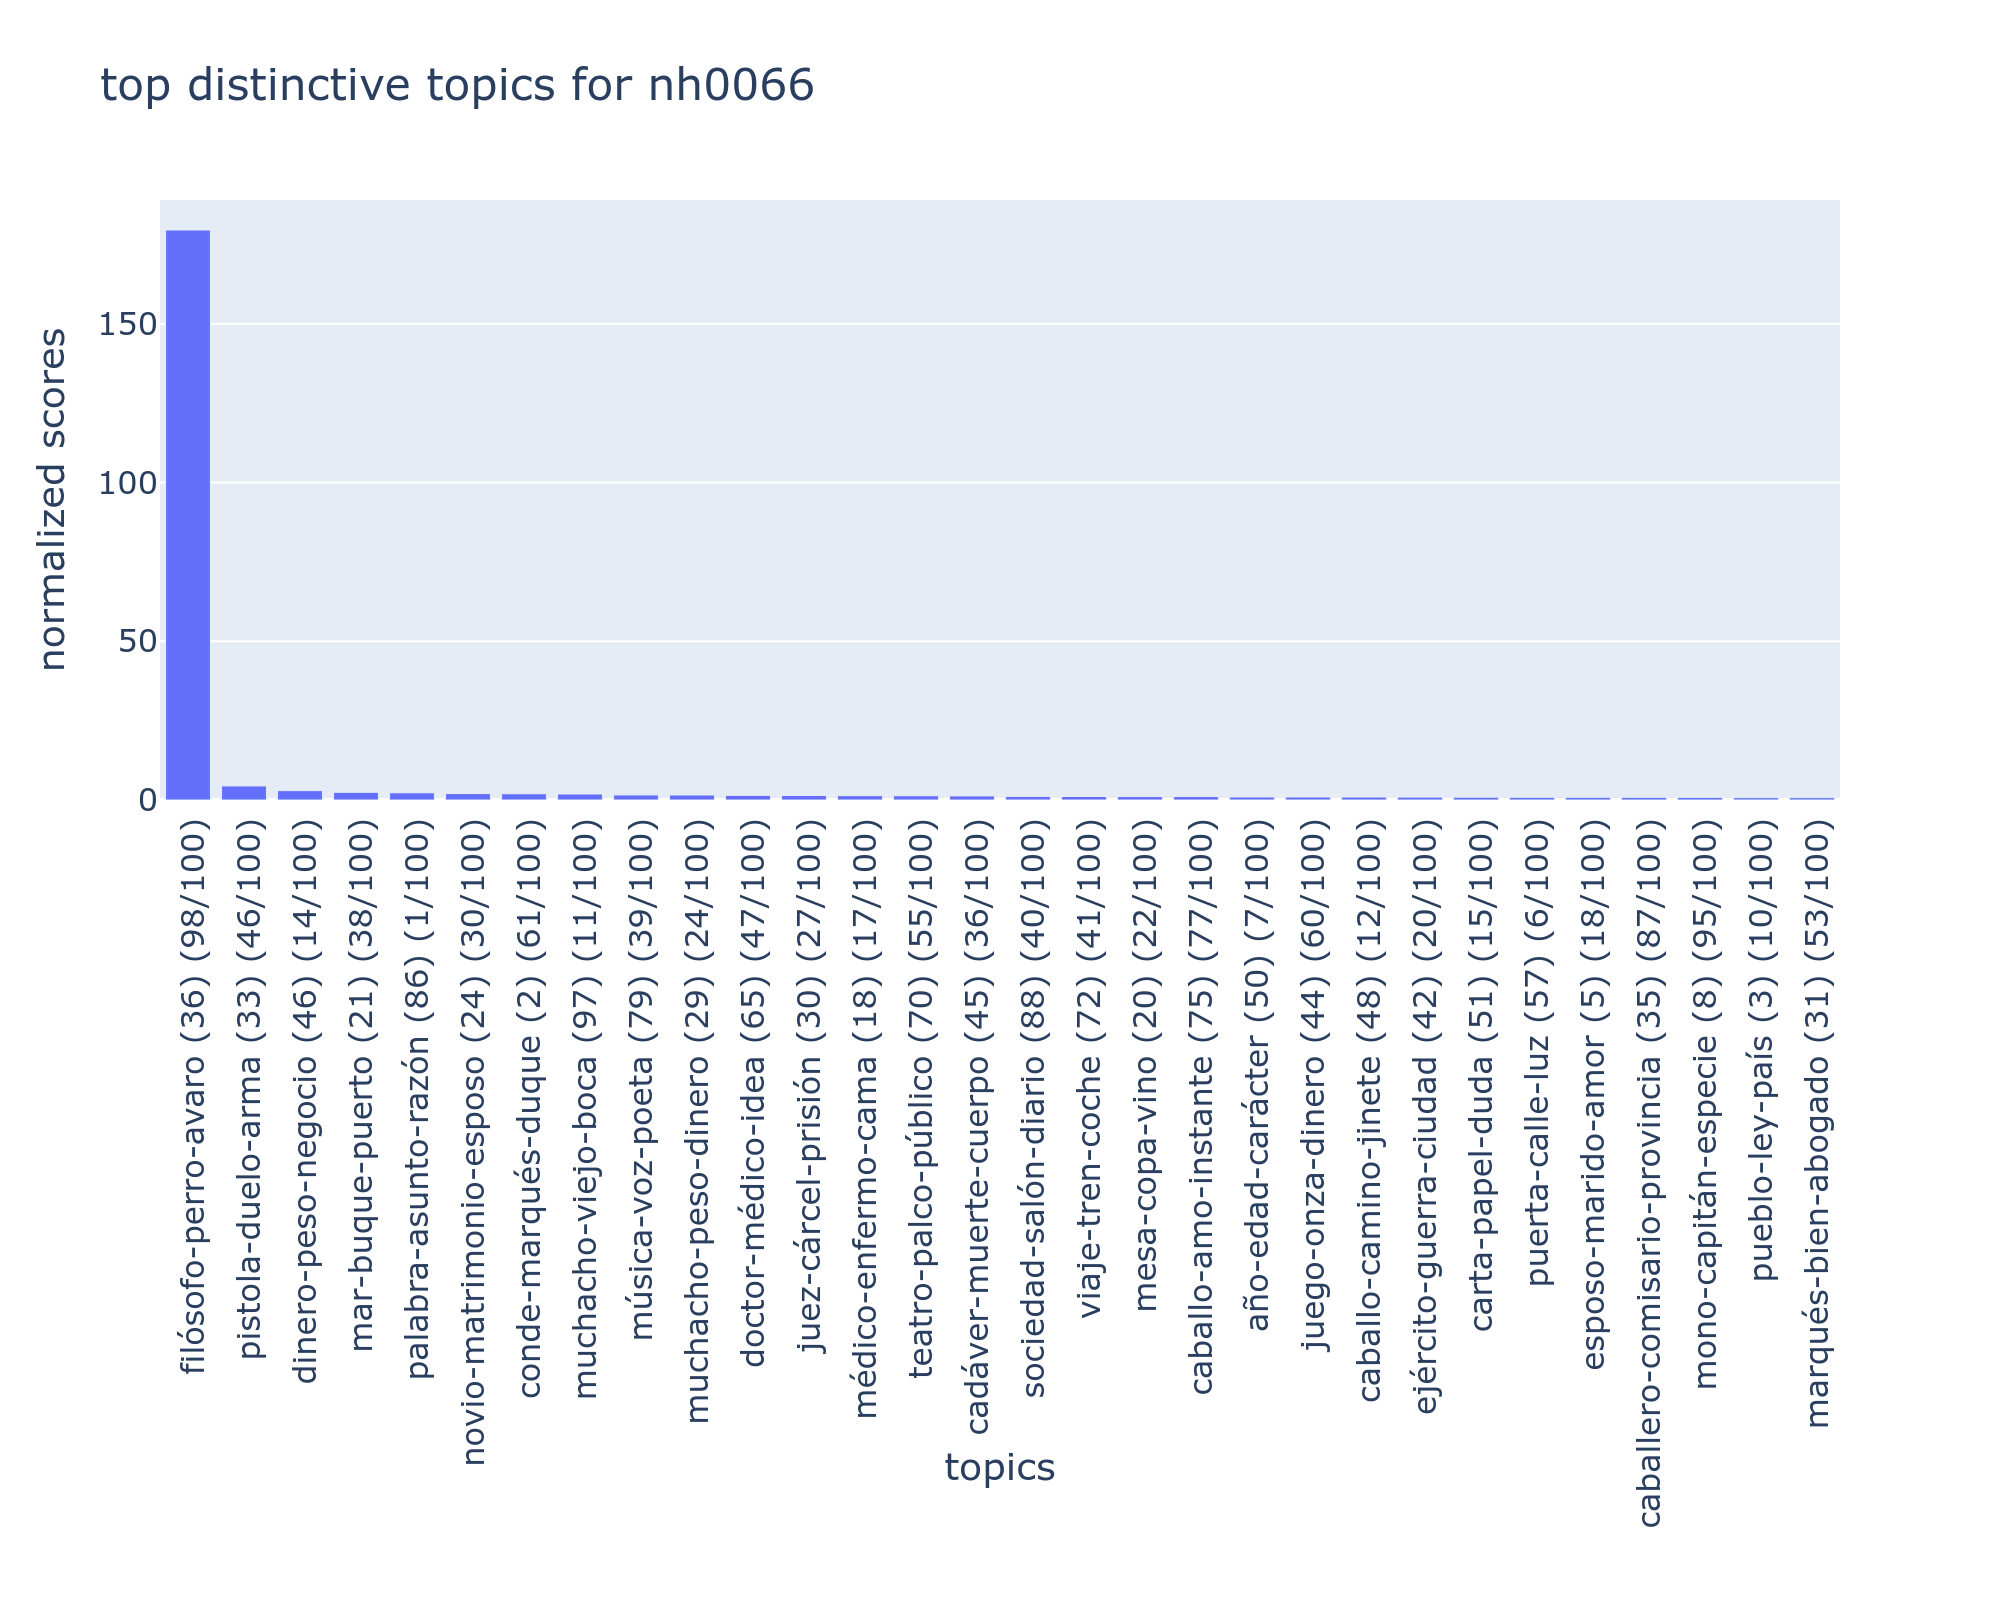 top distinctive topics for nh0066
normalized scores
150
100
50
0
filósofo-perro-avaro (36) (98/100)
pistola-duelo-arma (33) (46/100)
dinero-peso-negocio (46) (14/100)
mar-buque-puerto (21) (38/100)
palabra-asunto-razón (86) (1/100)
novio-matrimonio-esposo (24) (30/100)
conde-marqués-duque (2) (61/100)
muchacho-viejo-boca (97) (11/100)
música-voz-poeta (79) (39/100)
muchacho-peso-dinero (29) (24/100)
doctor-médico-idea (65) (47/100)
juez-cárcel-prisión (30) (27/100)
médico-enfermo-cama (18) (17/100)
teatro-palco-público (70) (55/100)
cadáver-muerte-cuerpo (45) (36/100)
sociedad-salón-diario (88) (40/100)
viaje-tren-coche (72) (41/100)
mesa-copa-vino (20) (22/100)
caballo-amo-instante (75) (77/100)
año-edad-carácter (50) (7/100)
juego-onza-dinero (44) (60/100)
caballo-camino-jinete (48) (12/100)
ejército-guerra-ciudad (42) (20/100)
carta-papel-duda (51) (15/100)
puerta-calle-luz (57) (6/100)
esposo-marido-amor (5) (18/100)
caballero-comisario-provincia (35) (87/100)
mono-capitán-especie (8) (95/100)
pueblo-ley-país (3) (10/100)
marqués-bien-abogado (31) (53/100)
topics